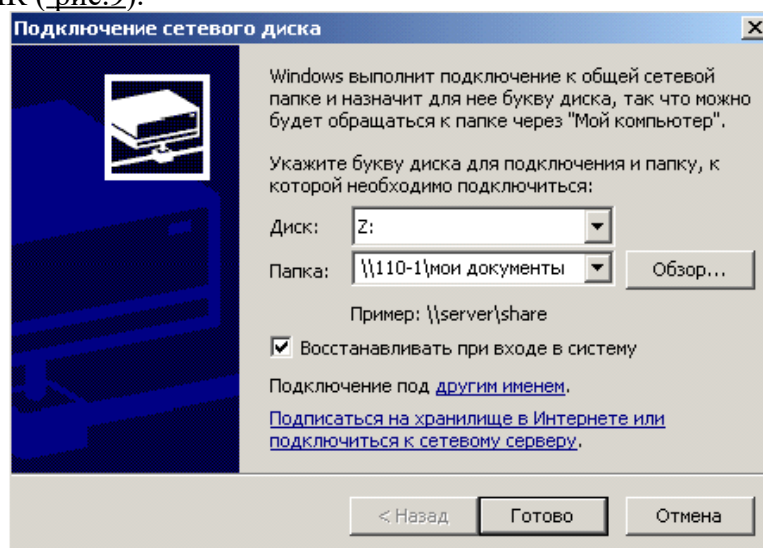 ( рис.9).
Подключение сетевого диска
Windows выполнит подключение к общей сетевой
папке и назначит для нее букву диска, так что можно
будет обращаться к папке через "Мой компьютер".
Укажите букву диска для подключения и папку, к
которой необходимо подключиться:
Диск: Z:
Папка: \\110-1\мои документы Обзор...
Пример: \\server\share
Восстанавливать при входе в систему
Подключение под другим именем.
Подписаться на хранилище в Интернете или
подключиться к сетевому серверу.
< Назад Готово Отмена